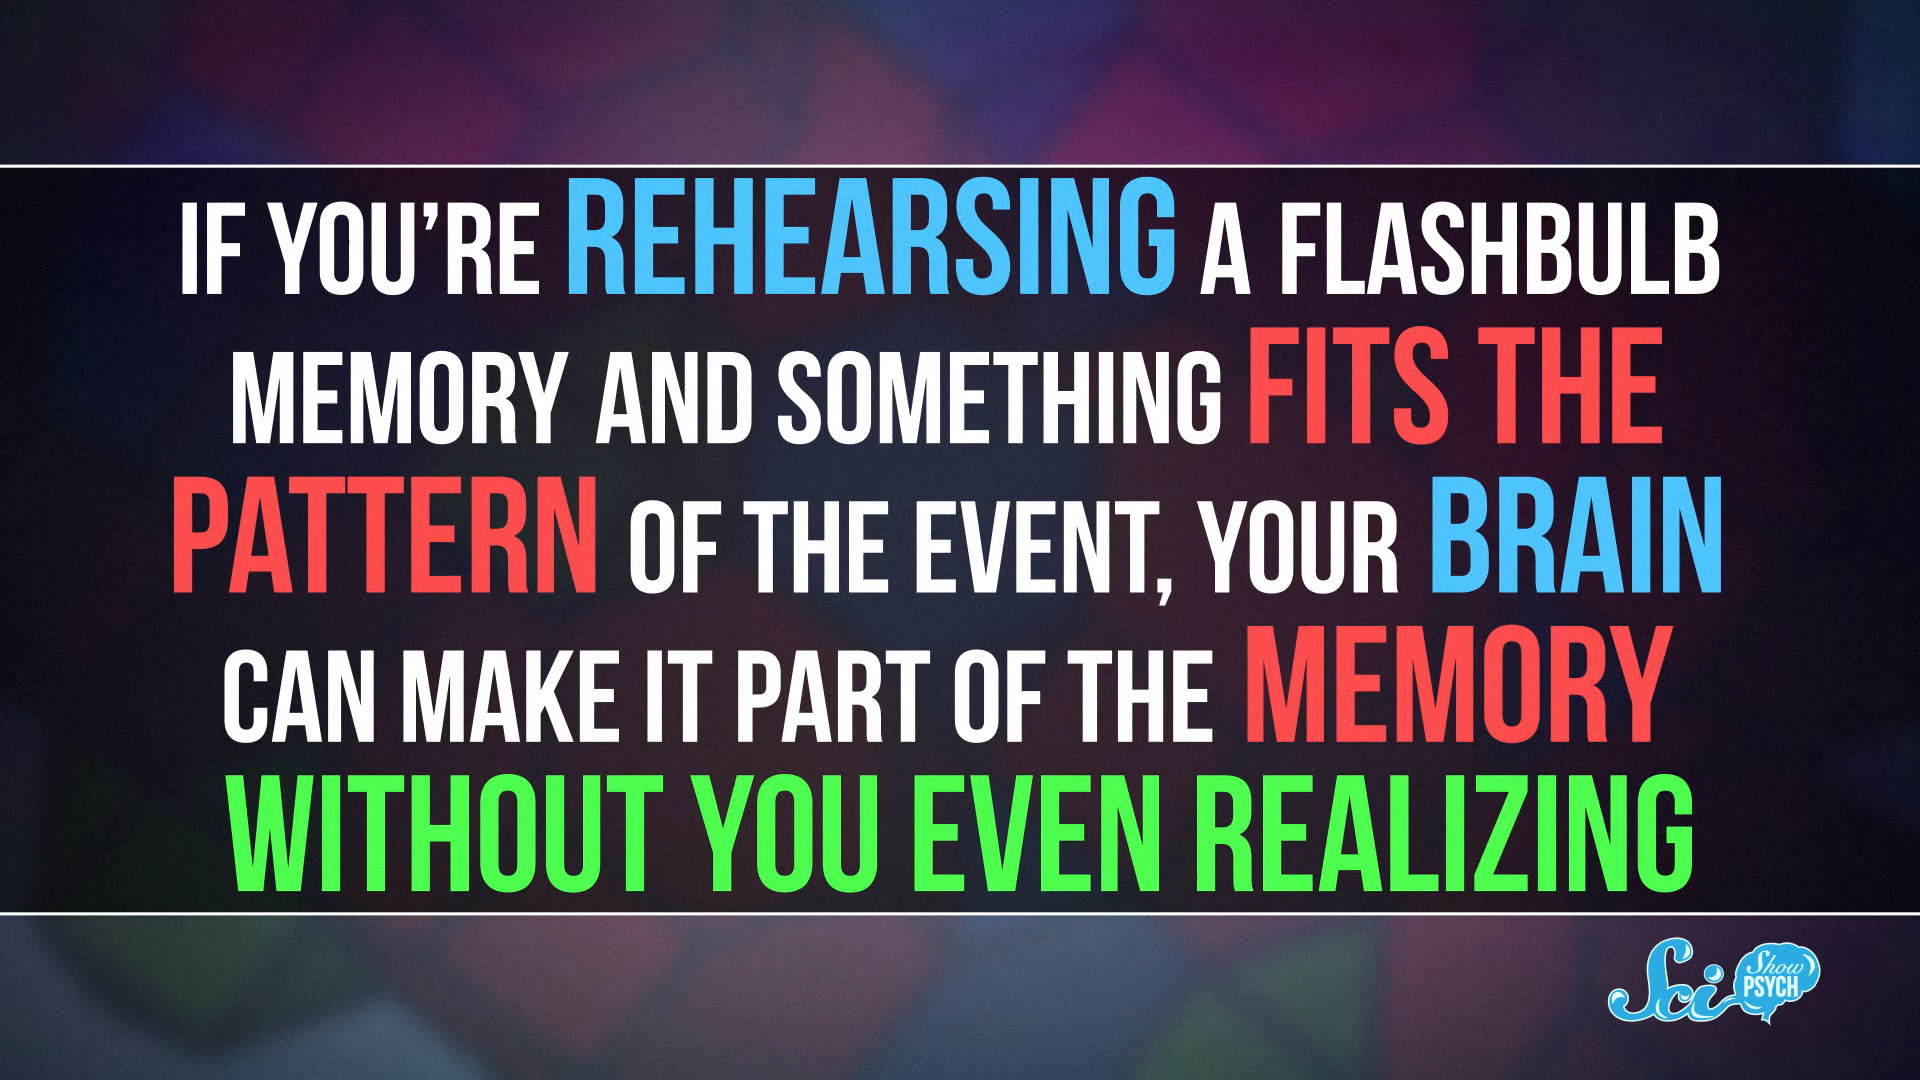 IF YOU’RE REHEARSING A FLASHBULB
MEMORY AND SOMETHING FITS THE
PATTERN OF THE EVENT, YOUR BRAIN
CAN MAKE IT PART OF THE MEMORY
WITHOUT YOU EVEN REALIZING
Sci Show
PSYCH